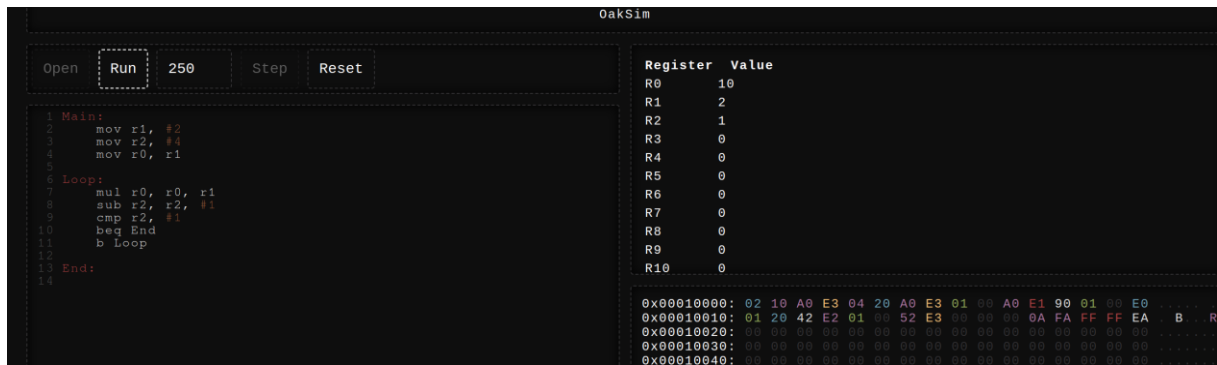 OakSim
Open Run 250 Step Reset
1 Main:
2 mov r1, #2
3 mov r2, #4
4 mov r0, r1
5
6 Loop:
7 mul r0, r0, r1
8 sub r2, r2, #1
9 cmp r2, #1
10 beq End
11 b Loop
12
13 End:
14
Register Value
R0 10
R1 2
R2 1
R3 0
R4 0
R5 0
R6 0
R7 0
R8 0
R9 0
R10 0
0x00010000: 02 10 A0 E3 04 20 A0 E3 01 00 A0 E1 90 01 00 E0 ..... .
0x00010010: 01 20 42 E2 01 00 52 E3 00 00 00 0A FA FF FF EA . B...R
0x00010020: 00 00 00 00 00 00 00 00 00 00 00 00 00 00 00 00 .......
0x00010030: 00 00 00 00 00 00 00 00 00 00 00 00 00 00 00 00 .......
0x00010040: 00 00 00 00 00 00 00 00 00 00 00 00 00 00 00 00 .......